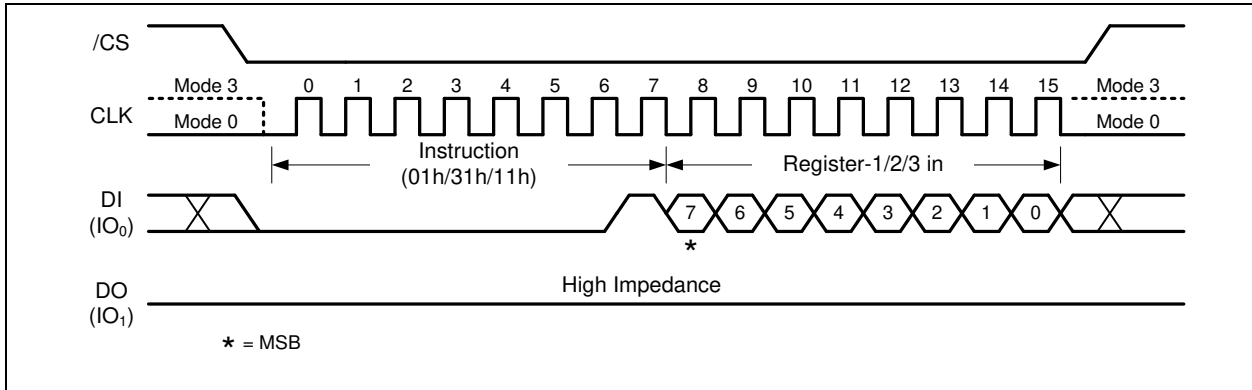 /CS
Mode 3 0 1 2 3 4 5 6 7 8 9 10 11 12 13 14 15 Mode 3
CLK
Mode 0 Mode 0
Instruction Register-1/2/3 in
(01h/31h/11h)
DI
(IO₀) 7 6 5 4 3 2 1 0
*
DO High Impedance
(IO₁)
* = MSB